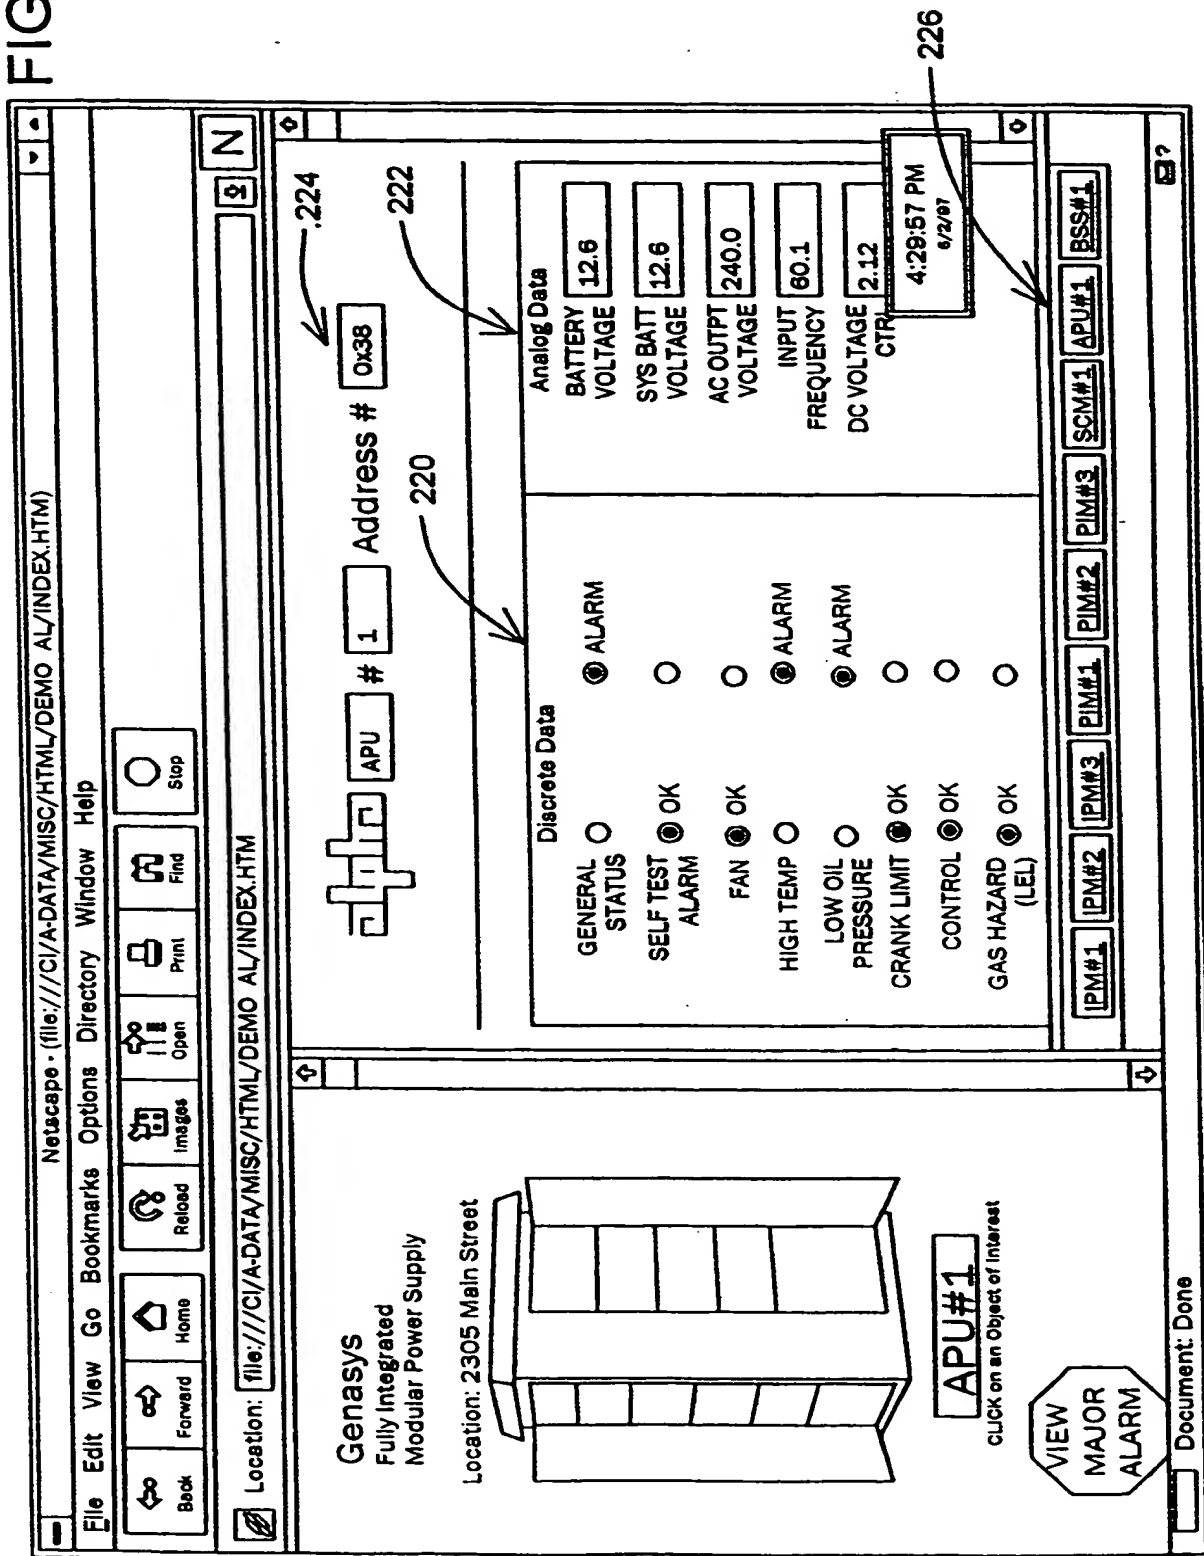 FIG
Netscape - (file:///C|/A-DATA/MISC/HTML/DEMO AL/INDEX.HTM)
File Edit View Go Bookmarks Options Directory Window Help
Back Forward Home Reload Images Open Print Find Stop
Location: file:///C|/A-DATA/MISC/HTML/DEMO AL/INDEX.HTM
N
Genasys
Fully Integrated
Modular Power Supply
Location: 2305 Main Street
APU#1
CLICK on an Object of Interest
VIEW
MAJOR
ALARM
APU # 1 Address # 0x38
224
220
222
Discrete Data
GENERAL
STATUS
ALARM
SELF TEST
ALARM
OK
FAN OK
HIGH TEMP ALARM
LOW OIL
PRESSURE
ALARM
CRANK LIMIT OK
CONTROL OK
GAS HAZARD
(LEL)
OK
Analog Data
BATTERY
VOLTAGE
12.6
SYS BATT
VOLTAGE
12.6
AC OUTPT
VOLTAGE
240.0
INPUT
FREQUENCY
60.1
DC VOLTAGE
CTRL
2.12
4:29:57 PM
6/2/97
226
IPM#1 IPM#2 IPM#3 PIM#1 PIM#2 PIM#3 SCM#1 APU#1 BSS#1
Document: Done
?